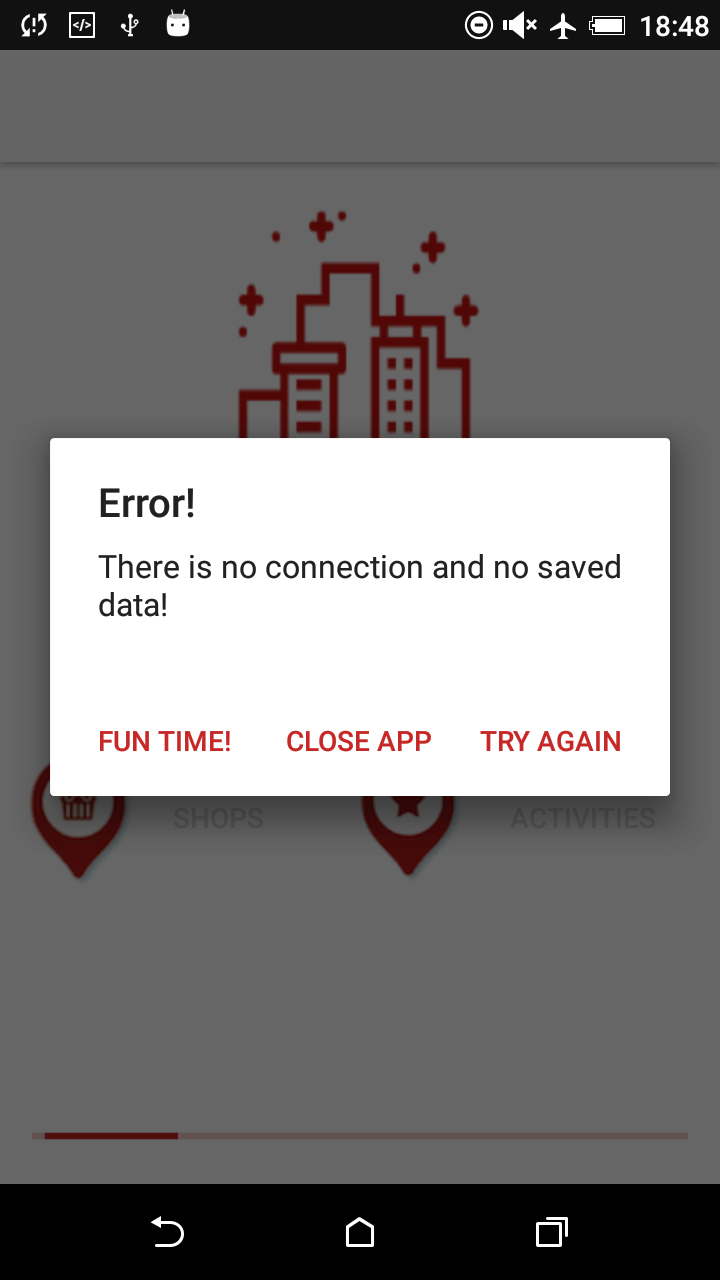 18:48
Error!
There is no connection and no saved
data!
FUN TIME!
CLOSE APP
TRY AGAIN
SHOPS
ACTIVITIES